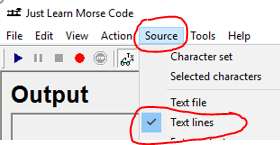 Just Learn Morse Code
File Edit View Action Source Tools Help
Character set
Selected characters
Output
Text file
Text lines